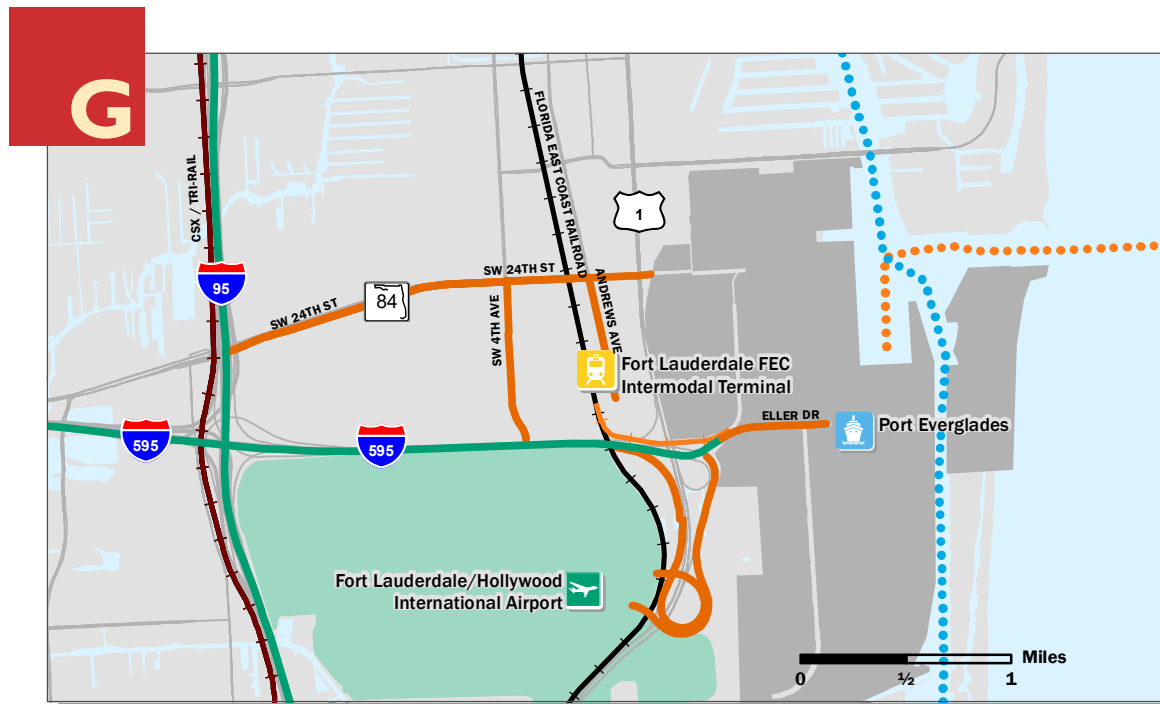 G
CSX / TRI-RAIL
FLORIDA EAST COAST RAILROAD
1
95
SW 24TH ST
84
SW 24TH ST
SW 4TH AVE
ANDREWS AVE
Fort Lauderdale FEC
Intermodal Terminal
595
595
ELLER DR
Port Everglades
Fort Lauderdale/Hollywood
International Airport
Miles
0 ½ 1